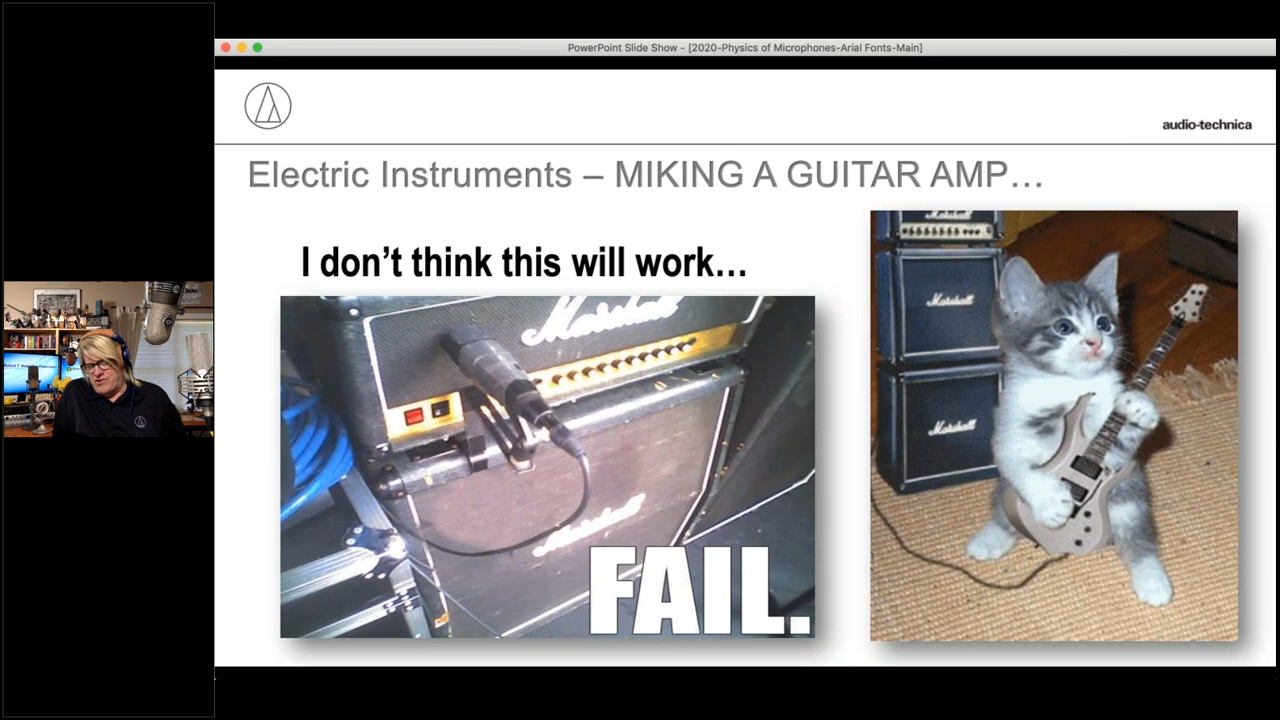 PowerPoint Slide Show - [2020-Physics of Microphones-Arial Fonts-Main]
audio-technica
Electric Instruments – MIKING A GUITAR AMP…
I don’t think this will work…
Marshall
Marshall
FAIL.
Marshall
Marshall
Marshall